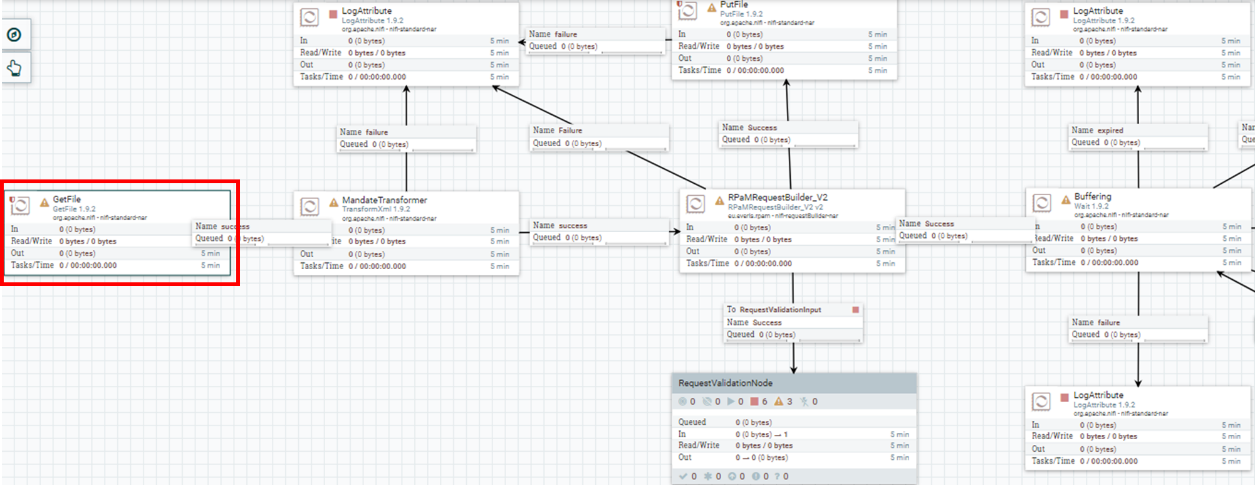 LogAttribute
LogAttribute 1.9.2
org.apache.nifi - nifi-standard-nar
In 0 (0 bytes) 5 min
Read/Write 0 bytes / 0 bytes 5 min
Out 0 (0 bytes) 5 min
Tasks/Time 0 / 00:00:00.000 5 min
Name failure
Queued 0 (0 bytes)
PutFile
PutFile 1.9.2
org.apache.nifi - nifi-standard-nar
In 0 (0 bytes) 5 min
Read/Write 0 bytes / 0 bytes 5 min
Out 0 (0 bytes) 5 min
Tasks/Time 0 / 00:00:00.000 5 min
LogAttribute
LogAttribute 1.9.2
org.apache.nifi - nifi-standard-nar
In 0 (0 bytes) 5 min
Read/Write 0 bytes / 0 bytes 5 min
Out 0 (0 bytes) 5 min
Tasks/Time 0 / 00:00:00.000 5 min
Name failure
Queued 0 (0 bytes)
Name Failure
Queued 0 (0 bytes)
Name Success
Queued 0 (0 bytes)
Name expired
Queued 0 (0 bytes)
GetFile
GetFile 1.9.2
org.apache.nifi - nifi-standard-nar
In 0 (0 bytes)
Read/Write 0 bytes / 0 bytes
Out 0 (0 bytes) 5 min
Tasks/Time 0 / 00:00:00.000 5 min
Name success
Queued 0 (0 bytes)
MandateTransformer
TransformXml 1.9.2
org.apache.nifi - nifi-standard-nar
0 (0 bytes) 5 min
0 bytes / 0 bytes 5 min
Out 0 (0 bytes) 5 min
Tasks/Time 0 / 00:00:00.000 5 min
Name success
Queued 0 (0 bytes)
RPaMRequestBuilder_V2
RPaMRequestBuilder_V2 v2
eu.everis.rpam - nifi-requestBuilder-nar
In 0 (0 bytes) 5 min
Read/Write 0 bytes / 0 bytes 5 min
Out 0 (0 bytes) 5 min
Tasks/Time 0 / 00:00:00.000 5 min
Name Success
Queued 0 (0 bytes)
Buffering
Wait 1.9.2
org.apache.nifi - nifi-standard-nar
In 0 (0 bytes) 5 min
Read/Write 0 bytes / 0 bytes 5 min
Out 0 (0 bytes) 5 min
Tasks/Time 0 / 00:00:00.000 5 min
To RequestValidationInput
Name Success
Queued 0 (0 bytes)
Name failure
Queued 0 (0 bytes)
RequestValidationNode
0 0 0 6 3 0
Queued 0 (0 bytes)
In 0 (0 bytes) → 1 5 min
Read/Write 0 bytes / 0 bytes 5 min
Out 0 → 0 (0 bytes) 5 min
0 0 0 0 ? 0
LogAttribute
LogAttribute 1.9.2
org.apache.nifi - nifi-standard-nar
In 0 (0 bytes) 5 min
Read/Write 0 bytes / 0 bytes 5 min
Out 0 (0 bytes) 5 min
Tasks/Time 0 / 00:00:00.000 5 min